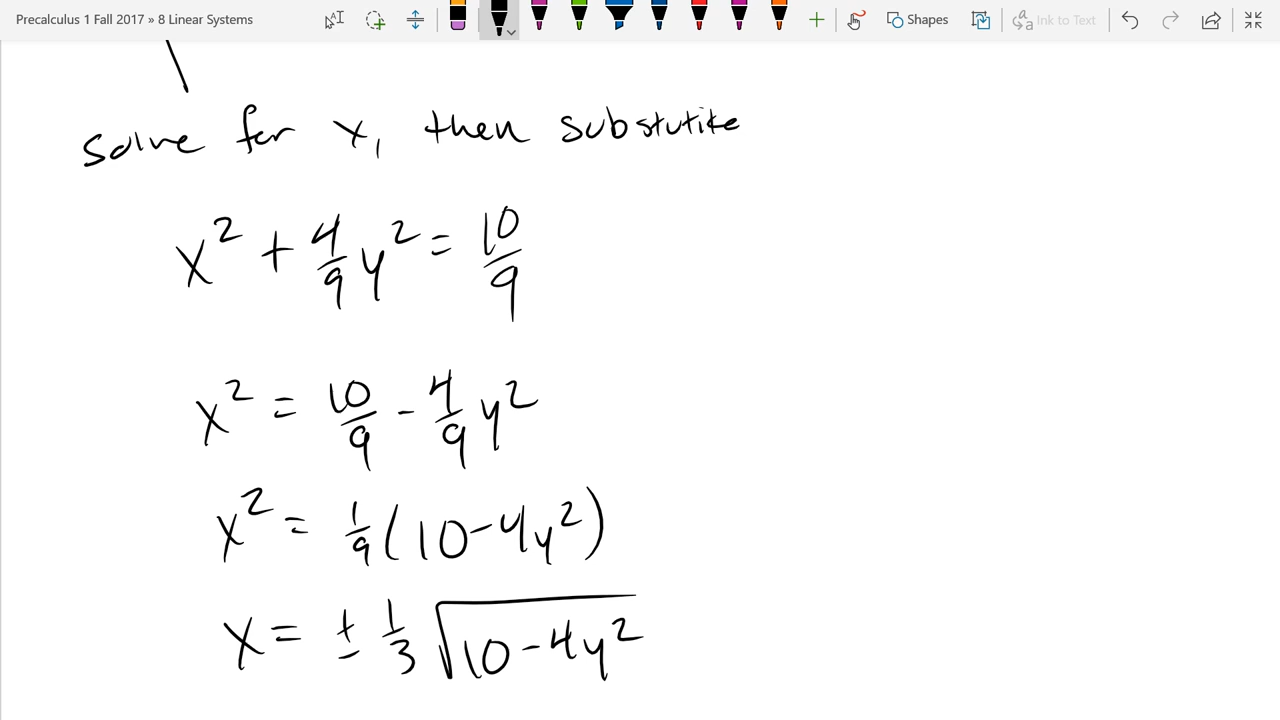 Precalculus 1 Fall 2017 » 8 Linear Systems
Shapes
Ink to Text
solve for x, then substutite
x² + 4/9 y² = 10/9
x² = 10/9 - 4/9 y²
x² = 1/9 (10 - 4y²)
x = ± 1/3 √(10 - 4y²)